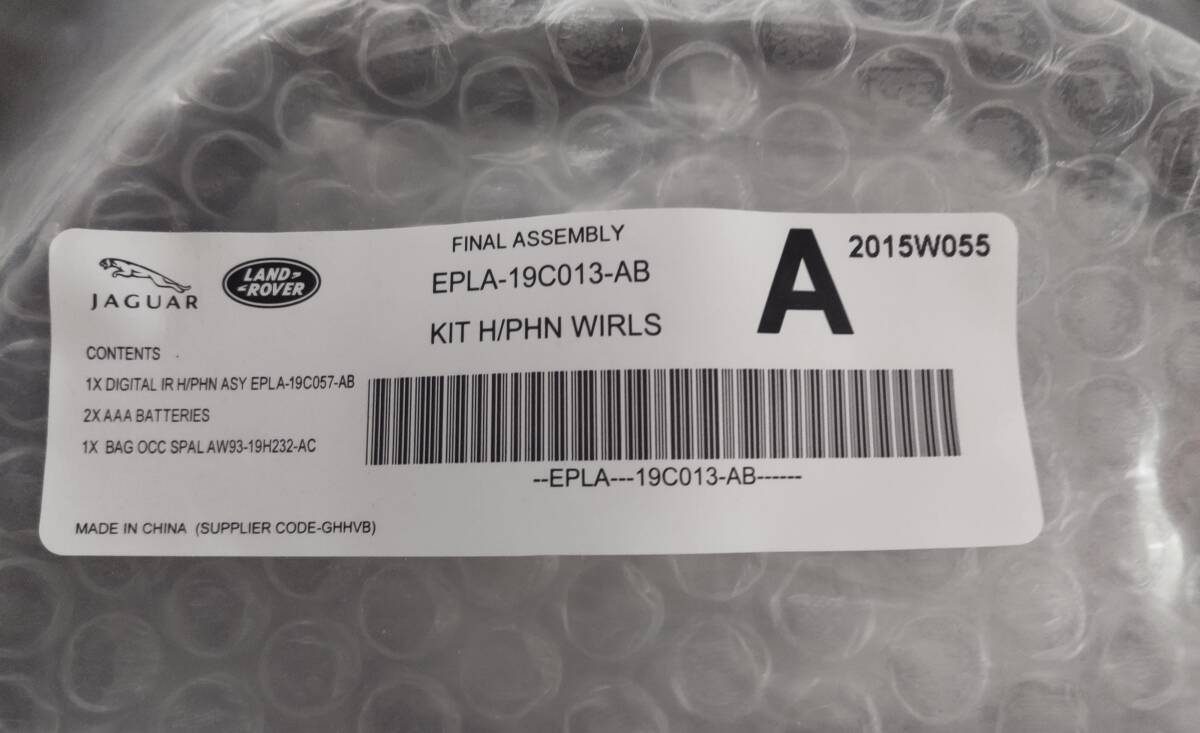 JAGUAR
LAND-
-ROVER
FINAL ASSEMBLY
EPLA-19C013-AB
KIT H/PHN WIRLS
A
2015W055
CONTENTS
1X DIGITAL IR H/PHN ASY EPLA-19C057-AB
2X AAA BATTERIES
1X BAG OCC SPAL AW93-19H232-AC
--EPLA---19C013-AB------
MADE IN CHINA (SUPPLIER CODE-GHHVB)